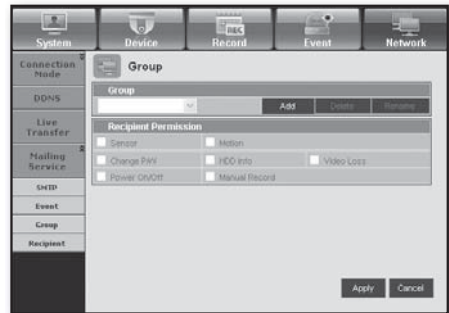 System Device Record Event Network
REC
Connection Mode
DDNS
Live Transfer
Mailing Service
SMTP
Event
Group
Recipient
Group
Group
Add Delete Rename
Recipient Permission
Sensor Motion
Change P/W HDD Info Video Loss
Power On/Off Manual Record
Apply Cancel